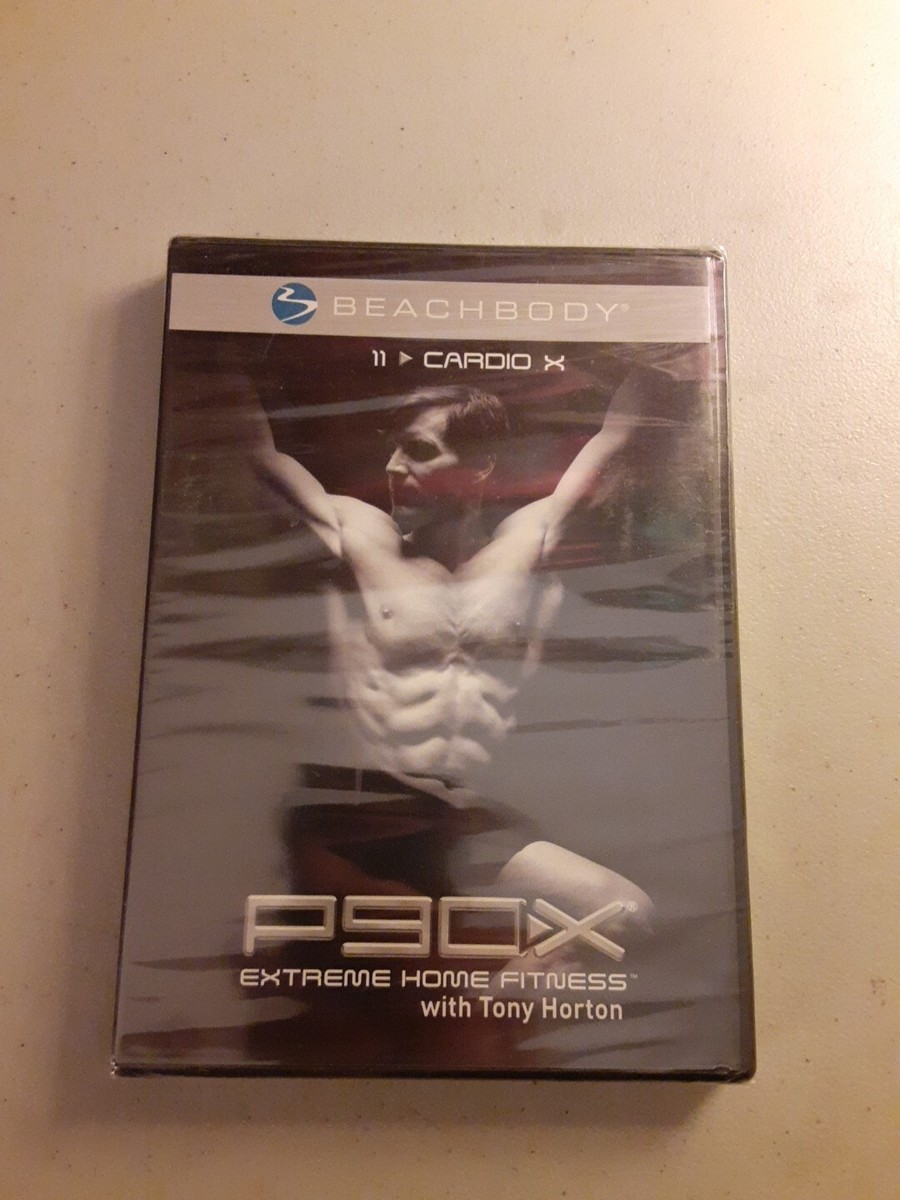 BEACHBODY®
11 ▶ CARDIO X
P90X®
EXTREME HOME FITNESS™
with Tony Horton